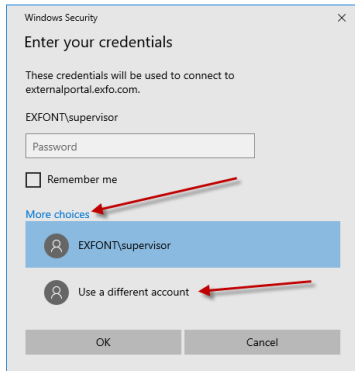 Windows Security
Enter your credentials
These credentials will be used to connect to
externalportal.exfo.com.
EXFONT\supervisor
Password
Remember me
More choices
EXFONT\supervisor
Use a different account
OK Cancel